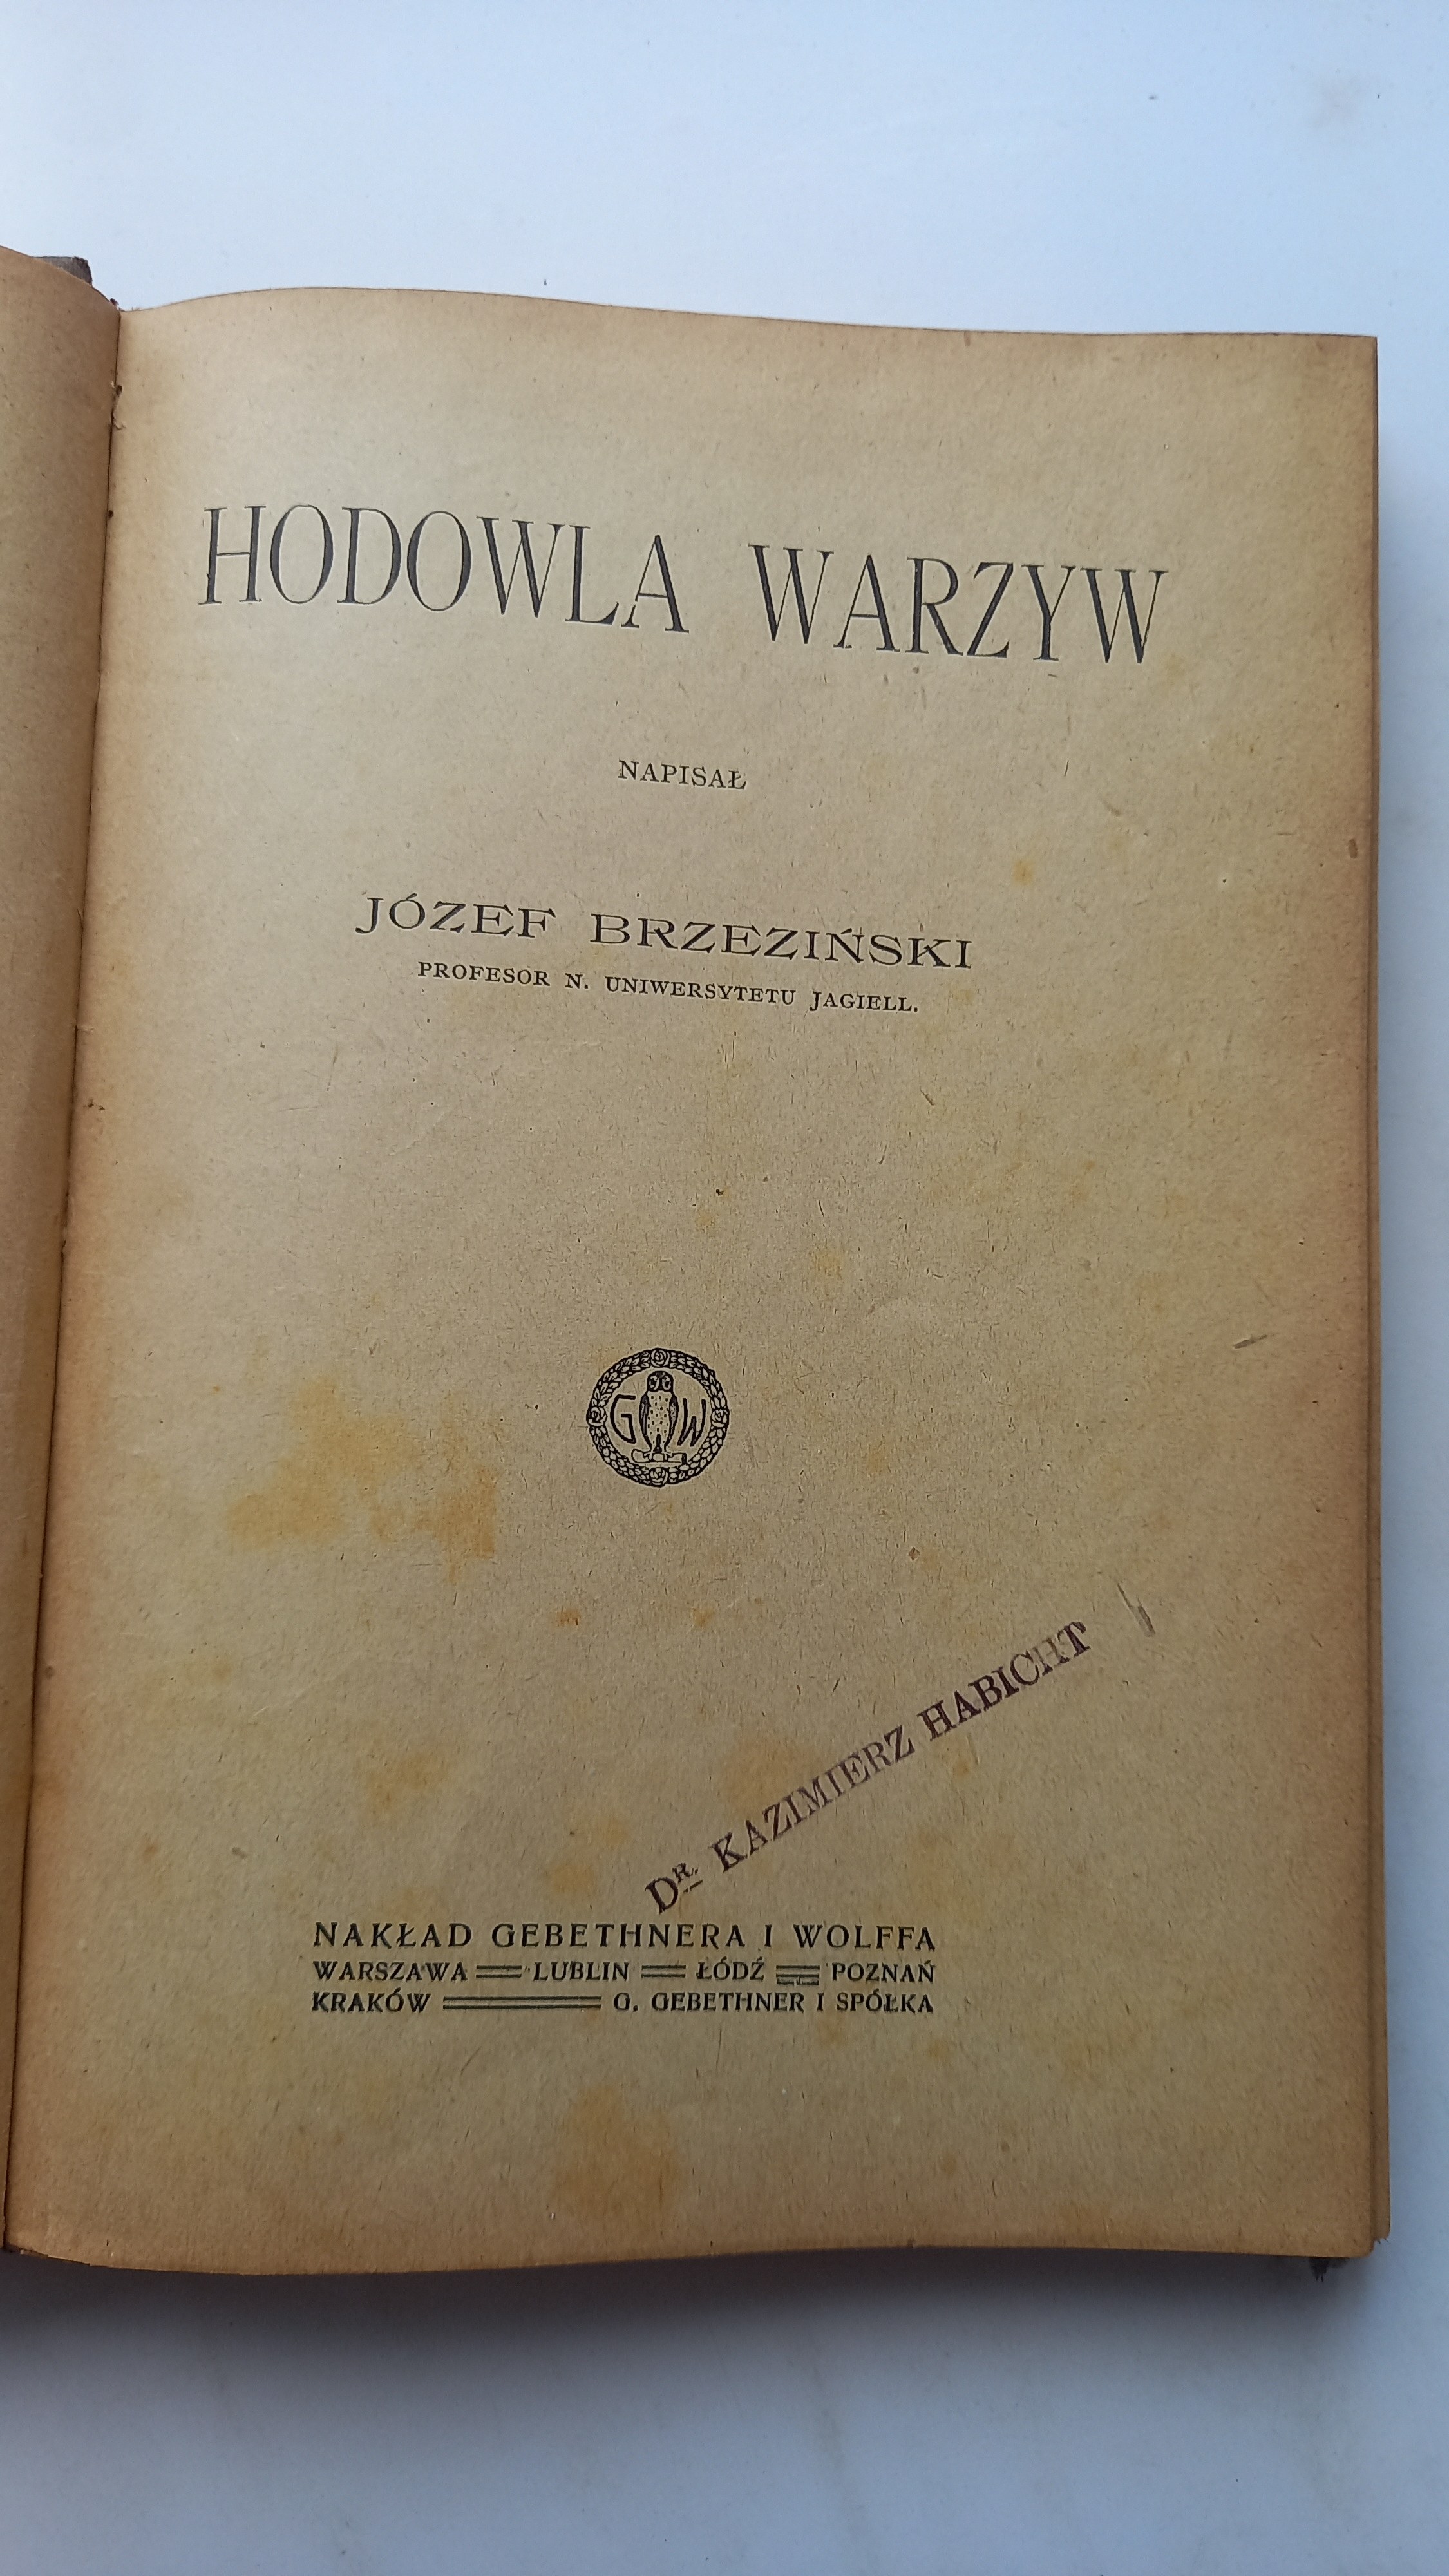 HODOWLA WARZYW
NAPISAŁ
JÓZEF BRZEZIŃSKI
PROFESOR N. UNIWERSYTETU JAGIELL.
G W
DR. KAZIMIERZ HABICHT
NAKŁAD GEBETHNERA I WOLFFA
WARSZAWA LUBLIN ŁÓDŹ POZNAŃ
KRAKÓW G. GEBETHNER I SPÓŁKA